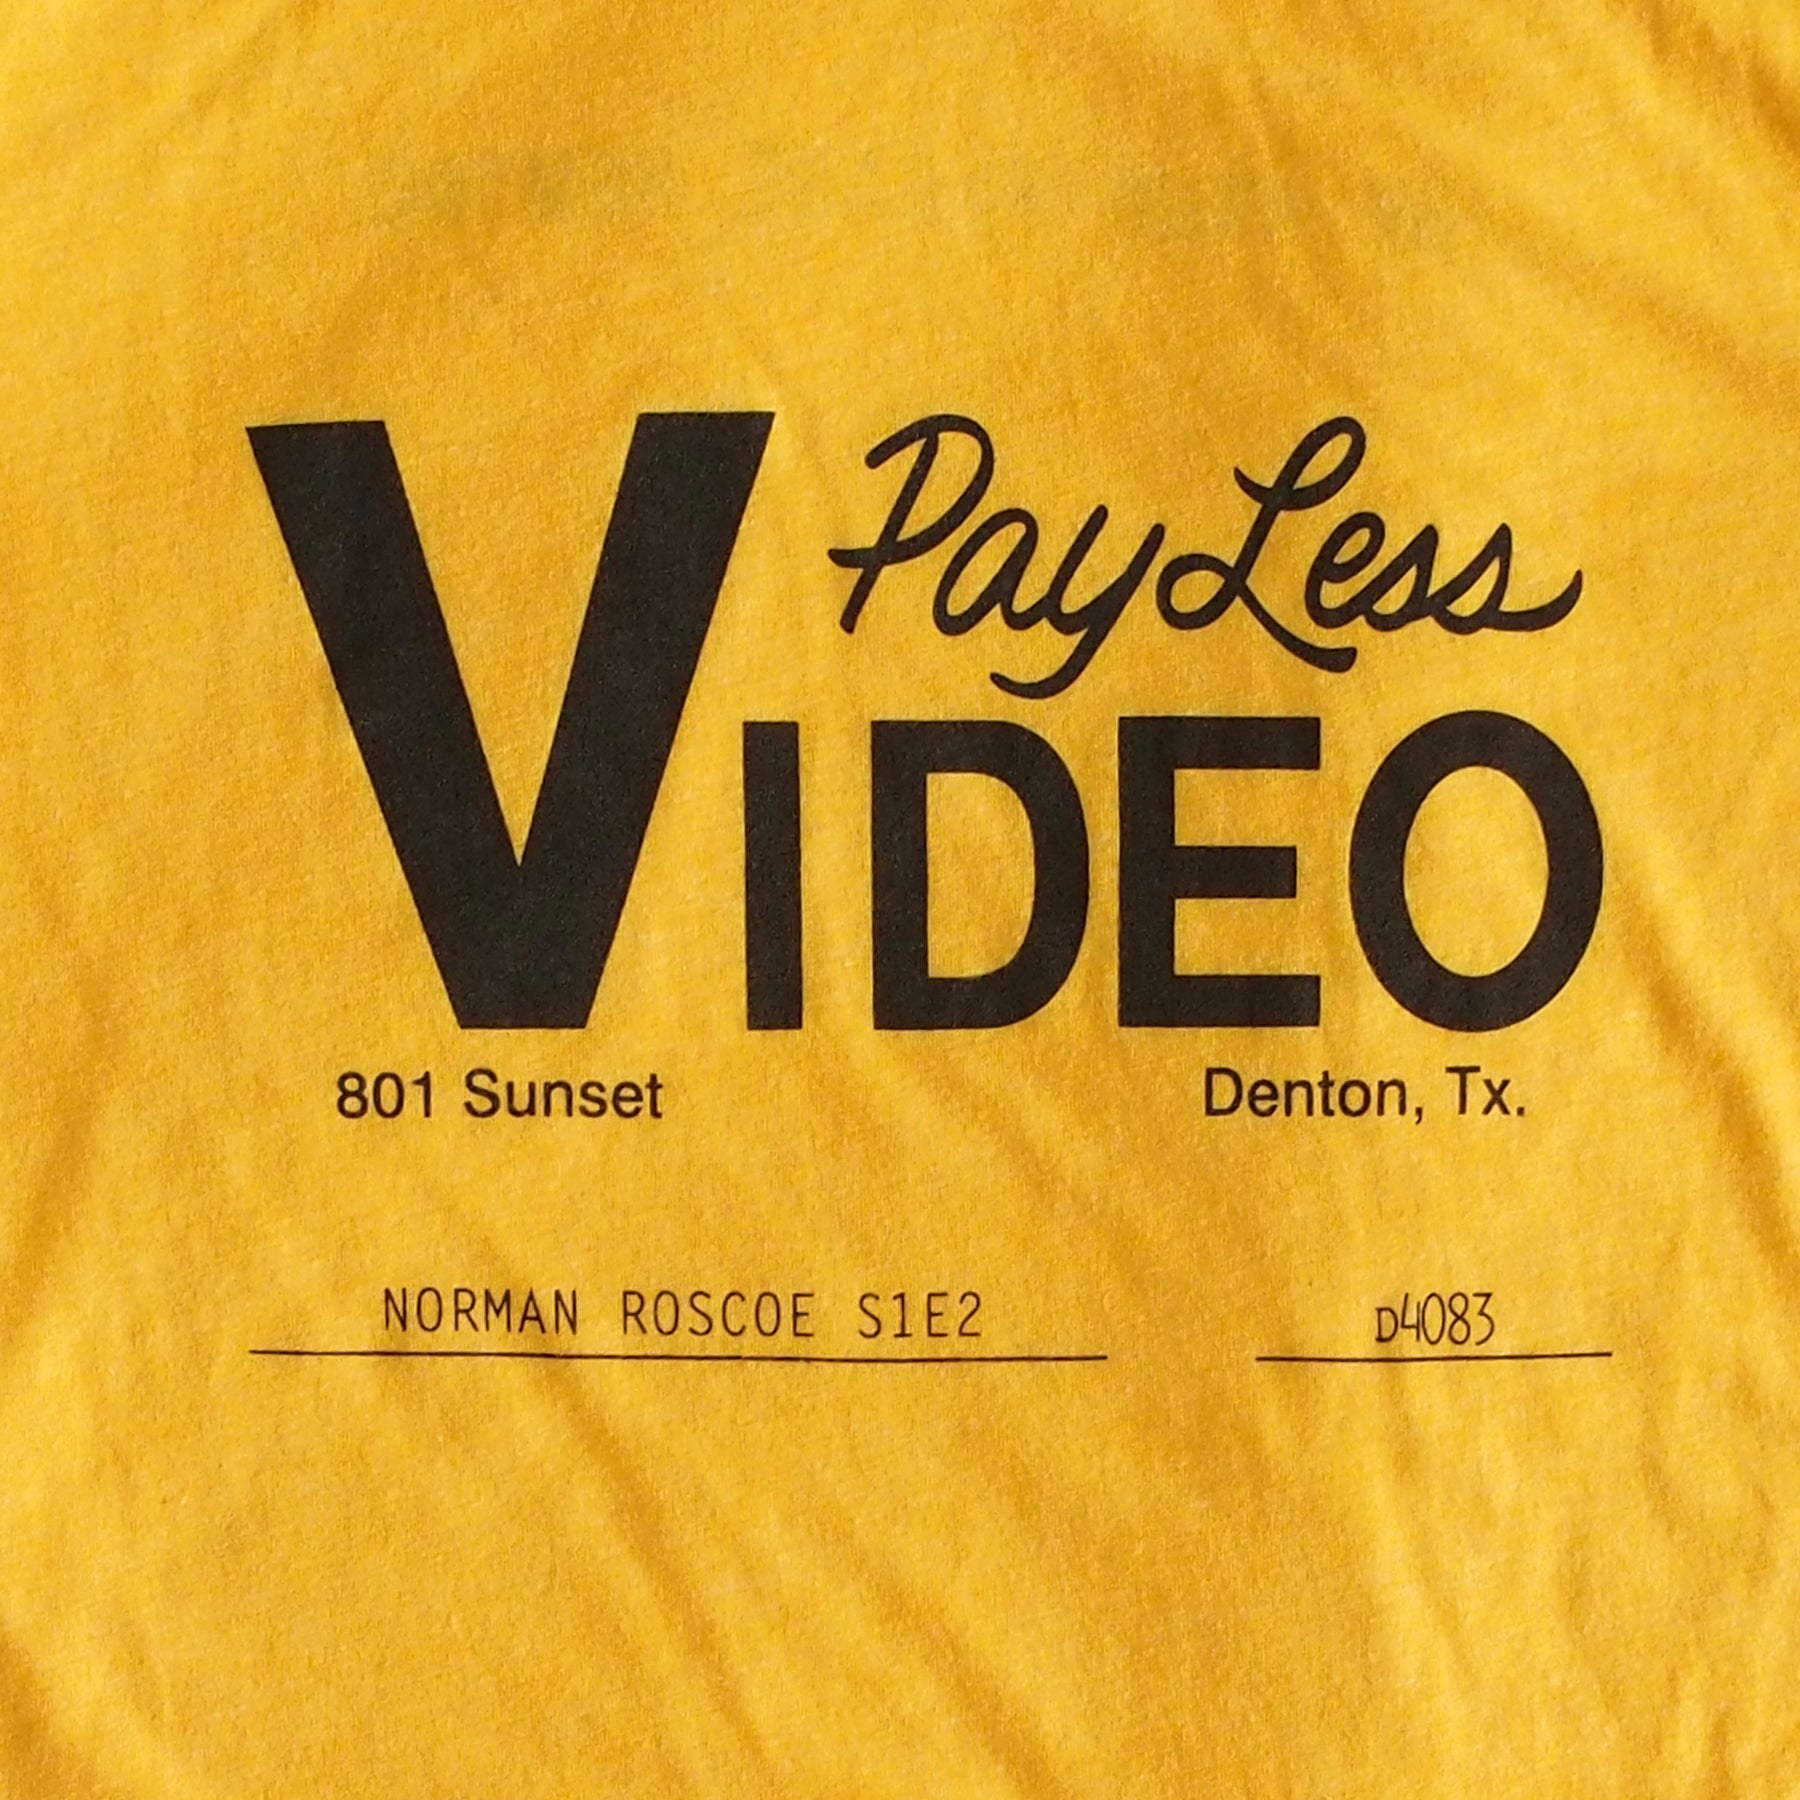 PayLess
VIDEO
801 Sunset Denton, Tx.
NORMAN ROSCOE S1E2 D4083